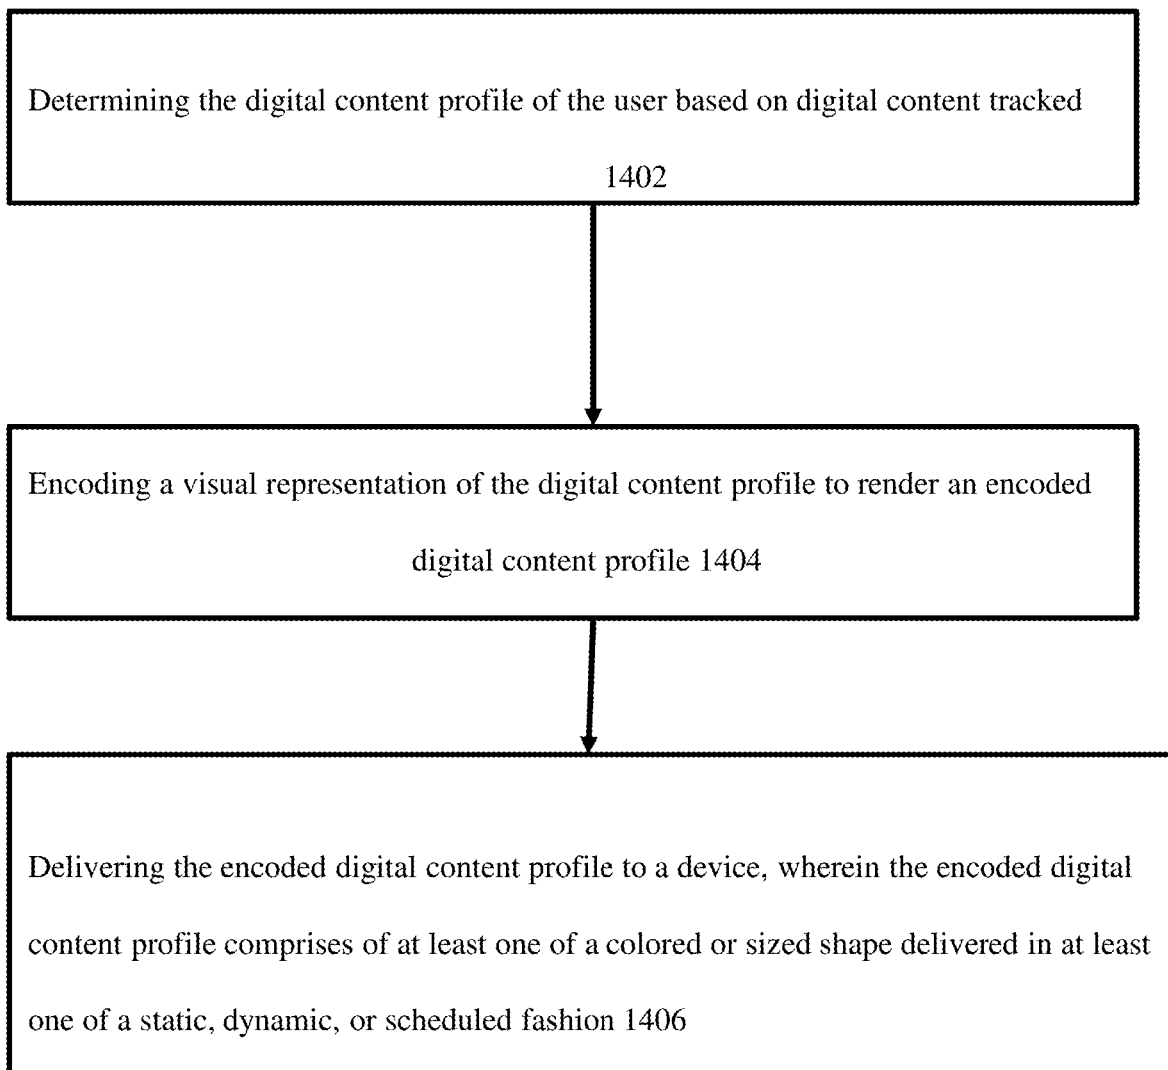 Determining the digital content profile of the user based on digital content tracked
1402
Encoding a visual representation of the digital content profile to render an encoded
digital content profile 1404
Delivering the encoded digital content profile to a device, wherein the encoded digital
content profile comprises of at least one of a colored or sized shape delivered in at least
one of a static, dynamic, or scheduled fashion 1406